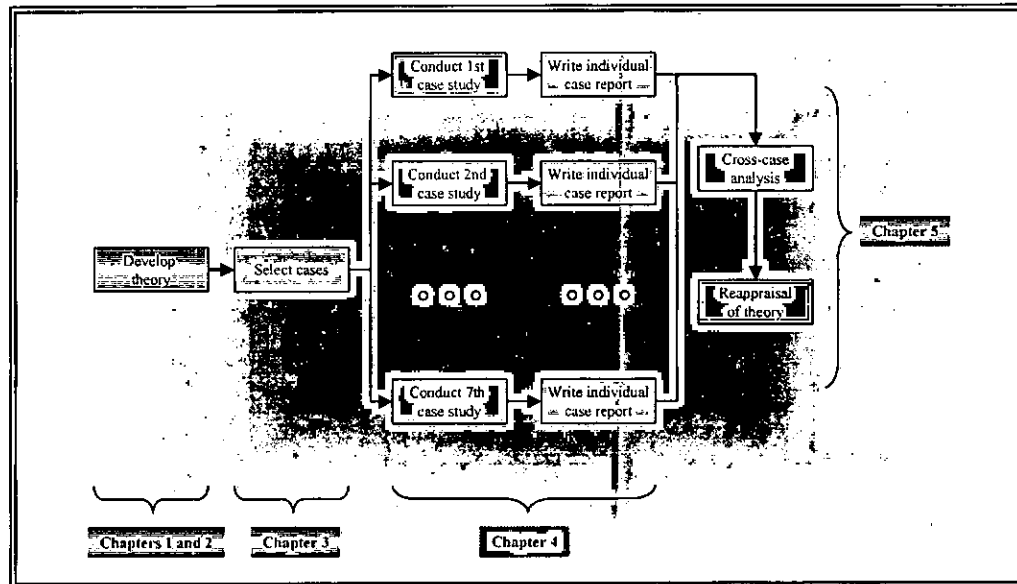 Conduct 1st
case study
Write individual
case report
Conduct 2nd
case study
Write individual
case report
Cross-case
analysis
Chapter 5
Develop
theory
Select cases
Reappraisal
of theory
Conduct 7th
case study
Write individual
case report
Chapters 1 and 2
Chapter 3
Chapter 4